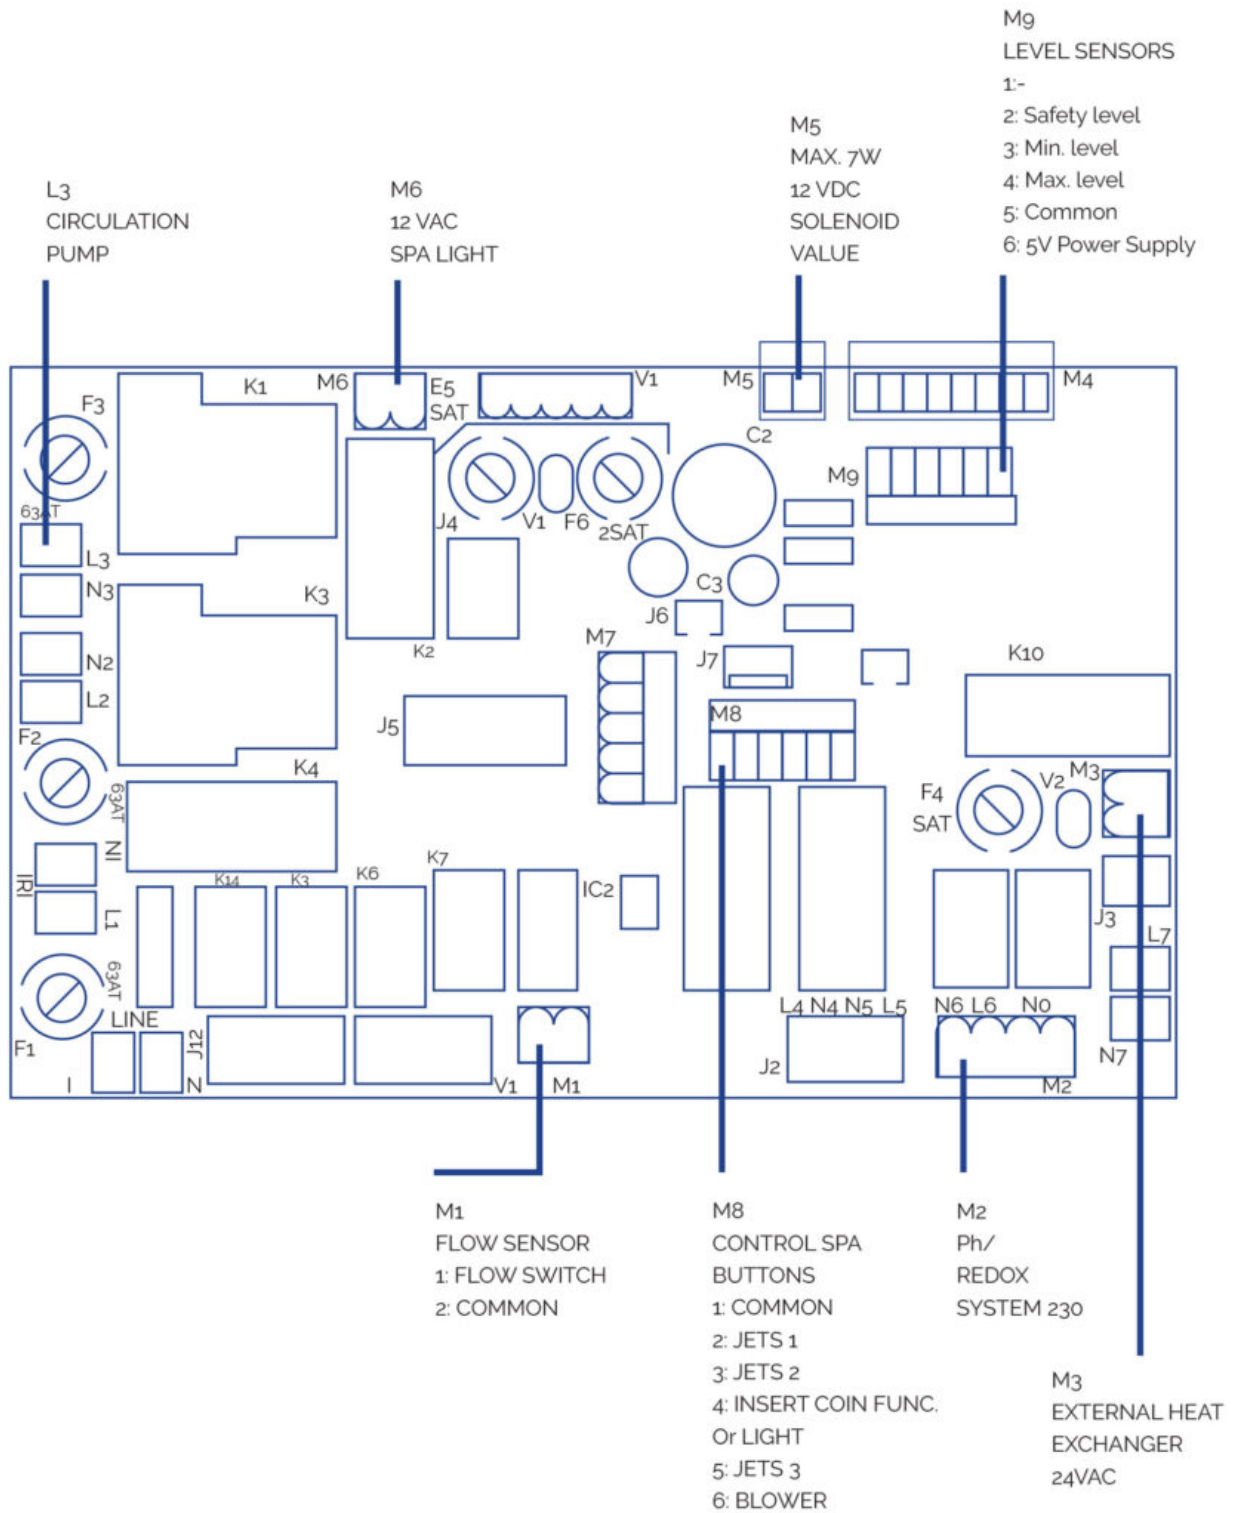 M9
LEVEL SENSORS
1:-
2: Safety level
3: Min. level
4: Max. level
5: Common
6: 5V Power Supply
M5
MAX. 7W
12 VDC
SOLENOID
VALUE
L3
CIRCULATION
PUMP
M6
12 VAC
SPA LIGHT
F3
K1
M6
E5
SAT
V1
M5
M4
C2
M9
63AT
J4
V1
F6
2SAT
L3
N3
K3
K2
C3
J6
M7
J7
K10
N2
L2
J5
M8
F2
63AT
K4
F4
SAT
V2
M3
NI
IRI
L1
K14
K3
K6
K7
IC2
J3
L7
63AT
F1
LINE
J12
I
N
V1
M1
L4 N4 N5 L5
J2
N6 L6 N0
M2
N7
M1
FLOW SENSOR
1: FLOW SWITCH
2: COMMON
M8
CONTROL SPA
BUTTONS
1: COMMON
2: JETS 1
3: JETS 2
4: INSERT COIN FUNC.
Or LIGHT
5: JETS 3
6: BLOWER
M2
Ph/
REDOX
SYSTEM 230
M3
EXTERNAL HEAT
EXCHANGER
24VAC